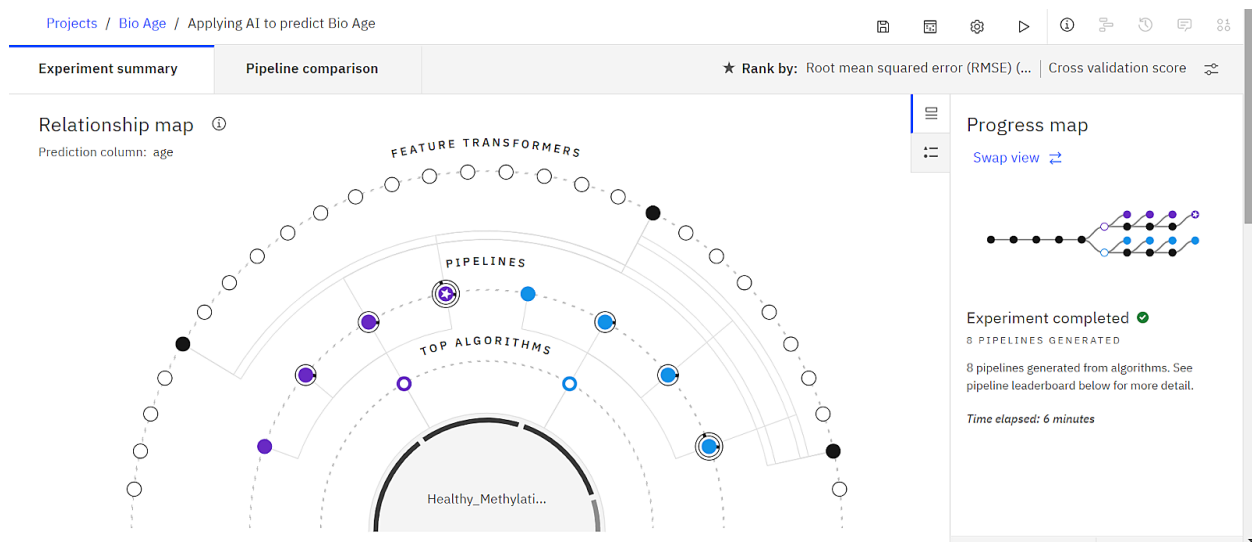 Projects / Bio Age / Applying AI to predict Bio Age
Experiment summary
Pipeline comparison
Rank by: Root mean squared error (RMSE) (... | Cross validation score
Relationship map
Prediction column: age
FEATURE TRANSFORMERS
PIPELINES
TOP ALGORITHMS
Healthy_Methylati...
Progress map
Swap view
Experiment completed
8 PIPELINES GENERATED
8 pipelines generated from algorithms. See
pipeline leaderboard below for more detail.
Time elapsed: 6 minutes